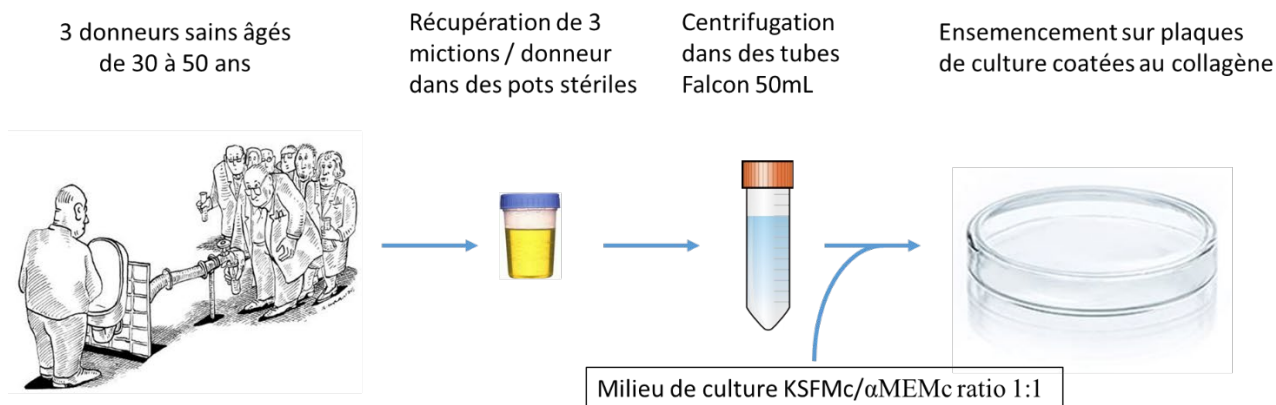 3 donneurs sains âgés
de 30 à 50 ans
Récupération de 3
mictions / donneur
dans des pots stériles
Centrifugation
dans des tubes
Falcon 50mL
Ensemencement sur plaques
de culture coatées au collagène
Milieu de culture KSFMc/αMEMc ratio 1:1